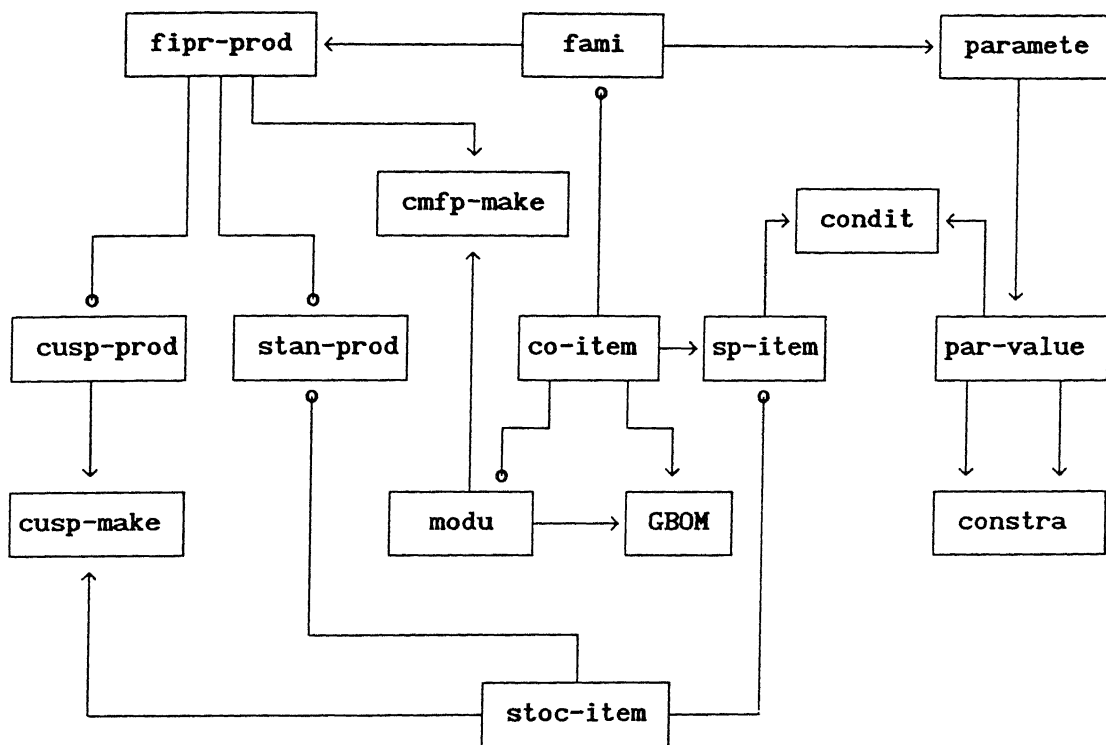 fipr-prod
fami
paramete
cmfp-make
condit
cusp-prod
stan-prod
co-item
sp-item
par-value
cusp-make
modu
GBOM
constra
stoc-item